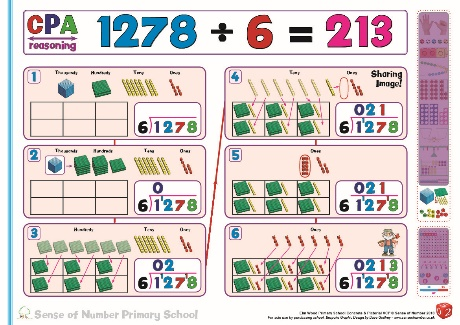 CPA
reasoning
1278 ÷ 6 = 213
1
Thousands Hundreds Tens Ones
6 1278
2
Thousands Hundreds Tens Ones
0
6 1278
3
Hundreds Tens Ones
02
6 1278
4
Tens Ones
Sharing
Image!
021
6 1278
5
Ones
021
6 1278
6
Ones
0213
6 1278
Sense of Number Primary School